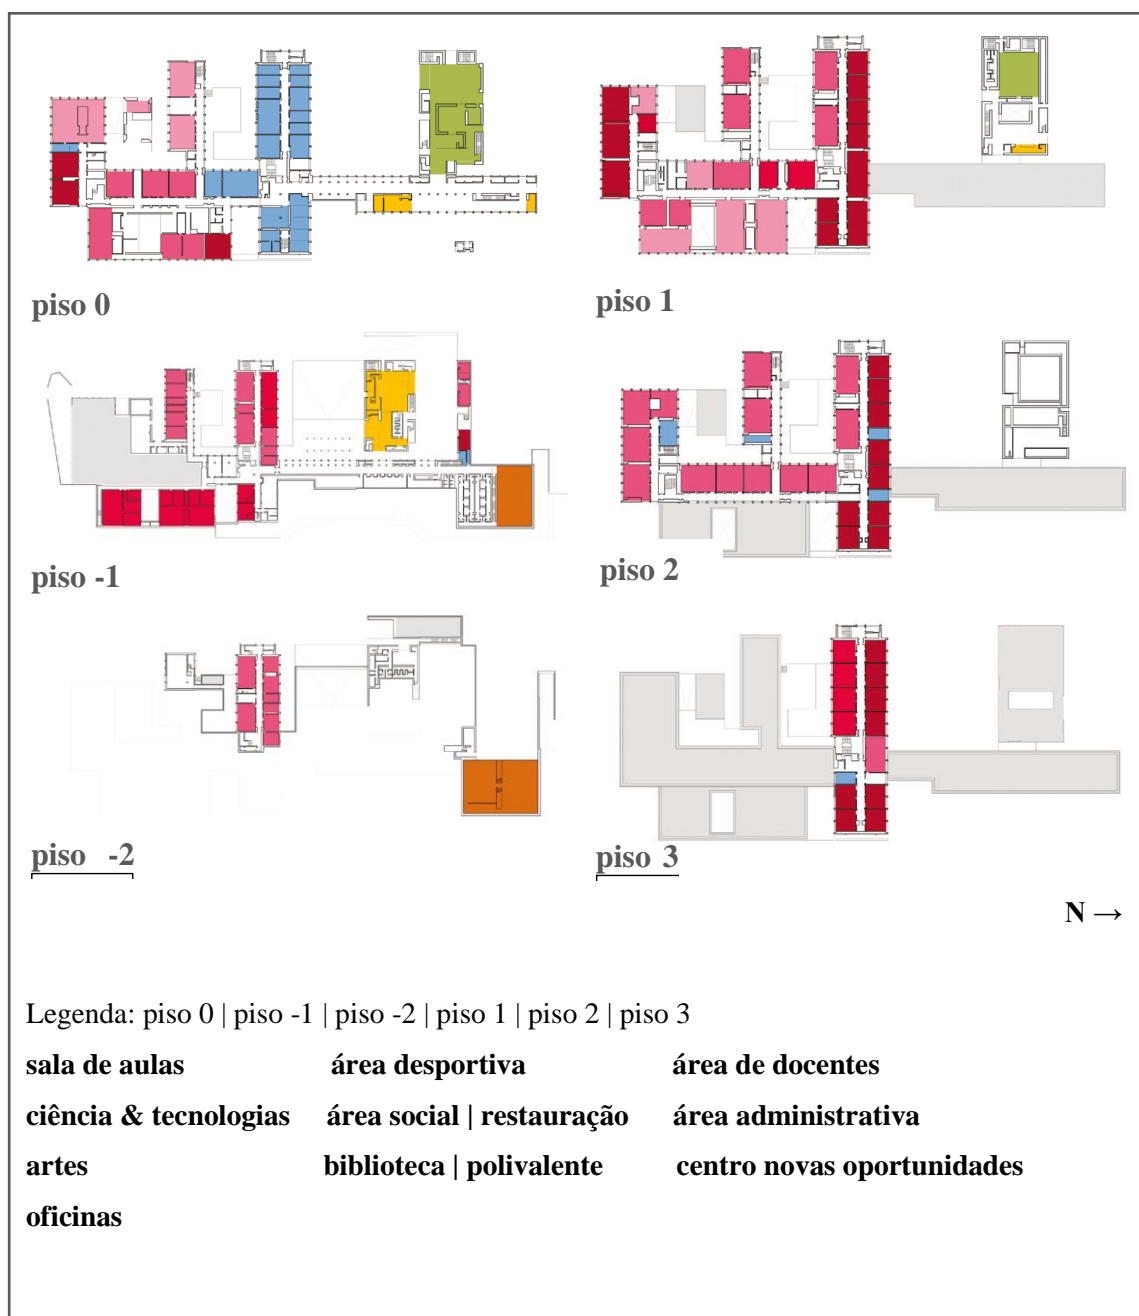 piso 0
piso 1
piso -1
piso 2
piso -2
piso 3
N →
Legenda: piso 0 | piso -1 | piso -2 | piso 1 | piso 2 | piso 3
sala de aulas área desportiva área de docentes
ciência & tecnologias área social | restauração área administrativa
artes biblioteca | polivalente centro novas oportunidades
oficinas